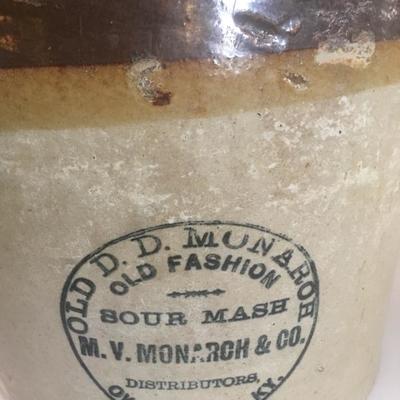 OLD D. D. MONARCH
OLD FASHION
SOUR MASH
M. V. MONARCH & CO.
DISTRIBUTORS,
KY.